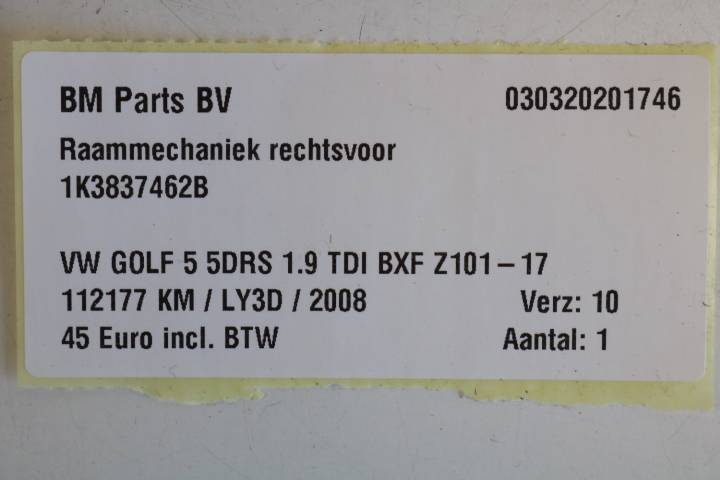 BM Parts BV 030320201746
Raammechaniek rechtsvoor
1K3837462B
VW GOLF 5 5DRS 1.9 TDI BXF Z101-17
112177 KM / LY3D / 2008 Verz: 10
45 Euro incl. BTW Aantal: 1